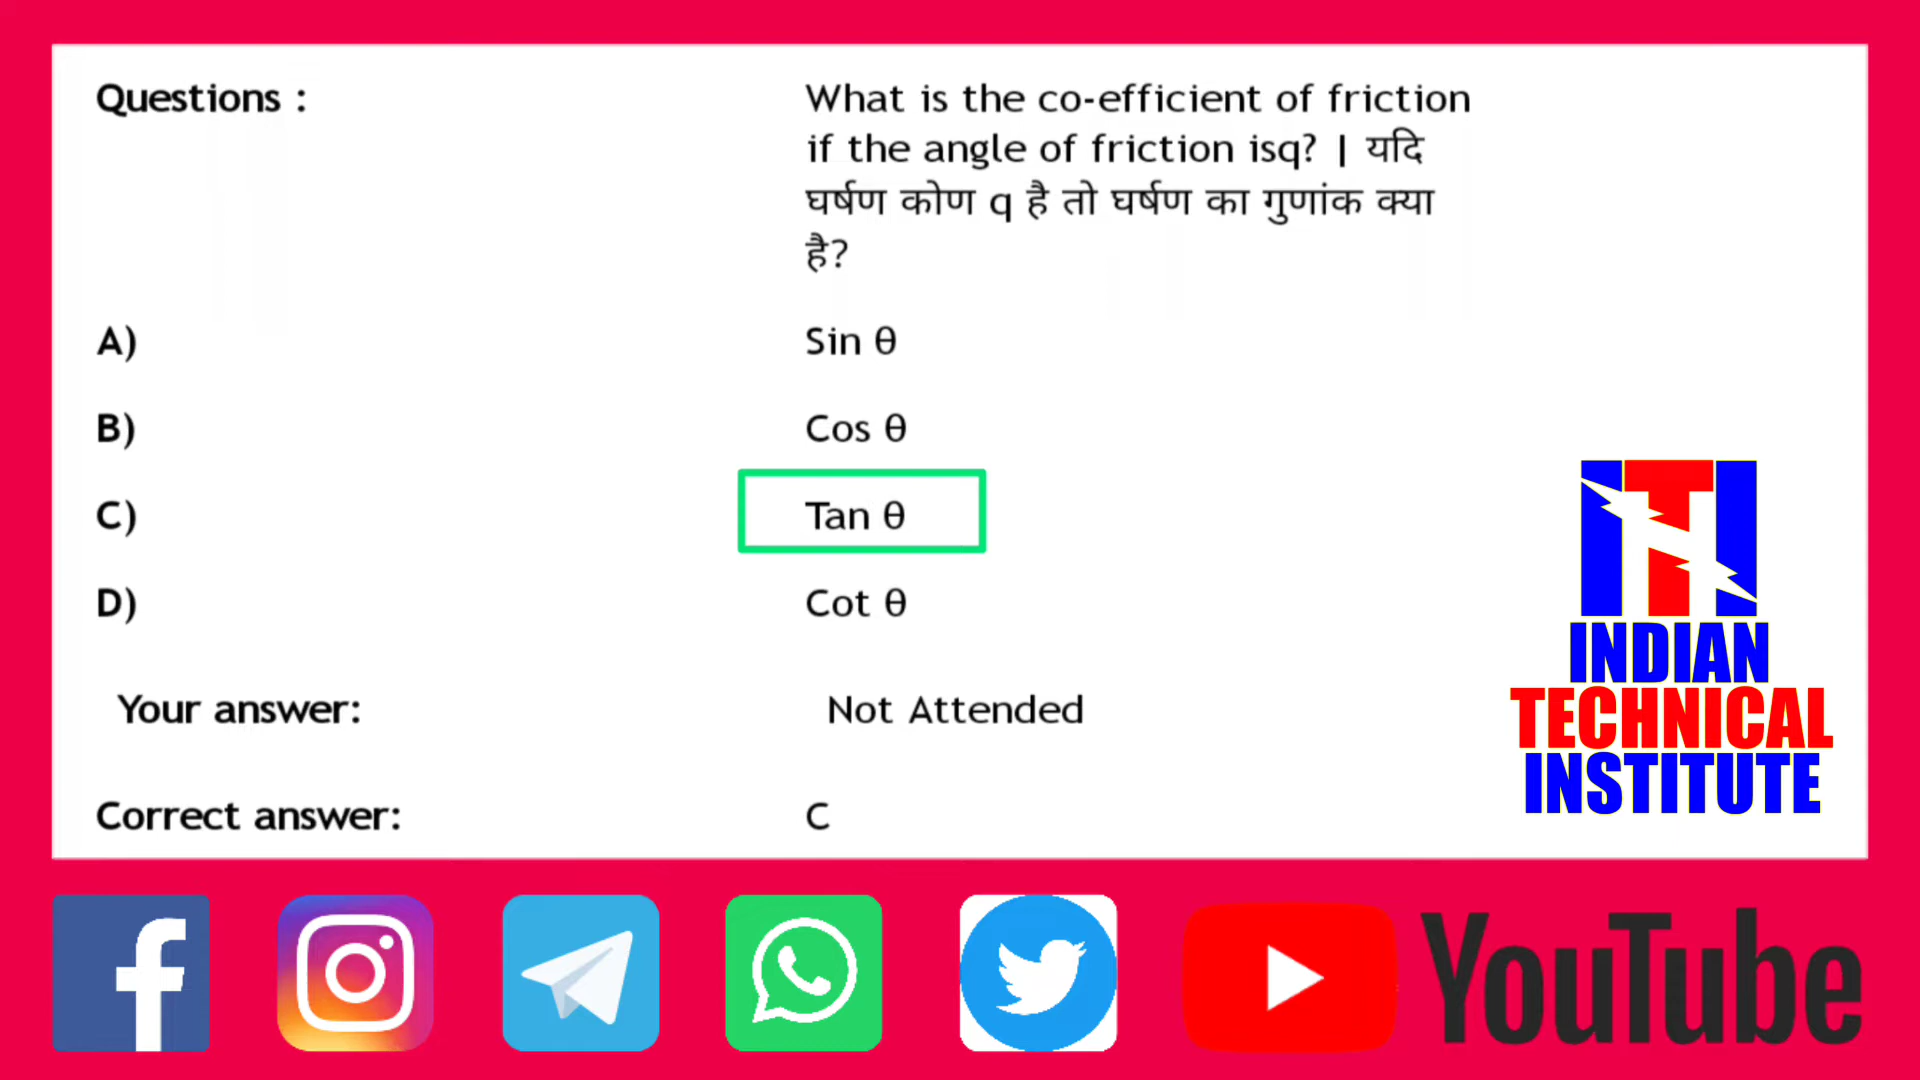 Questions :
What is the co-efficient of friction
if the angle of friction isq? | यदि
घर्षण कोण q है तो घर्षण का गुणांक क्या
है?
A) Sin θ
B) Cos θ
C) Tan θ
D) Cot θ
Your answer: Not Attended
Correct answer: C
ITI
INDIAN
TECHNICAL
INSTITUTE
YouTube